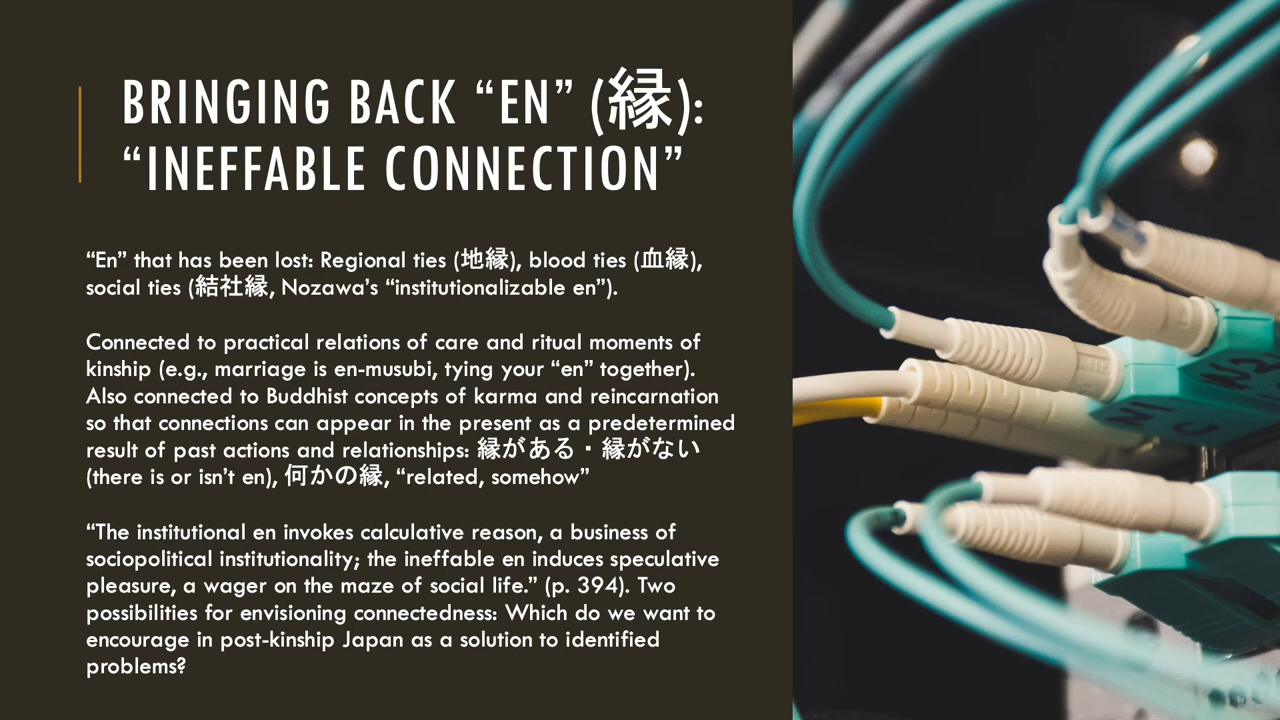 BRINGING BACK “EN” (縁):
“INEFFABLE CONNECTION”
“En” that has been lost: Regional ties (地縁), blood ties (血縁),
social ties (結社縁, Nozawa’s “institutionalizable en”).
Connected to practical relations of care and ritual moments of
kinship (e.g., marriage is en-musubi, tying your “en” together).
Also connected to Buddhist concepts of karma and reincarnation
so that connections can appear in the present as a predetermined
result of past actions and relationships: 縁がある・縁がない
(there is or isn’t en), 何かの縁, “related, somehow”
“The institutional en invokes calculative reason, a business of
sociopolitical institutionality; the ineffable en induces speculative
pleasure, a wager on the maze of social life.” (p. 394). Two
possibilities for envisioning connectedness: Which do we want to
encourage in post-kinship Japan as a solution to identified
problems?